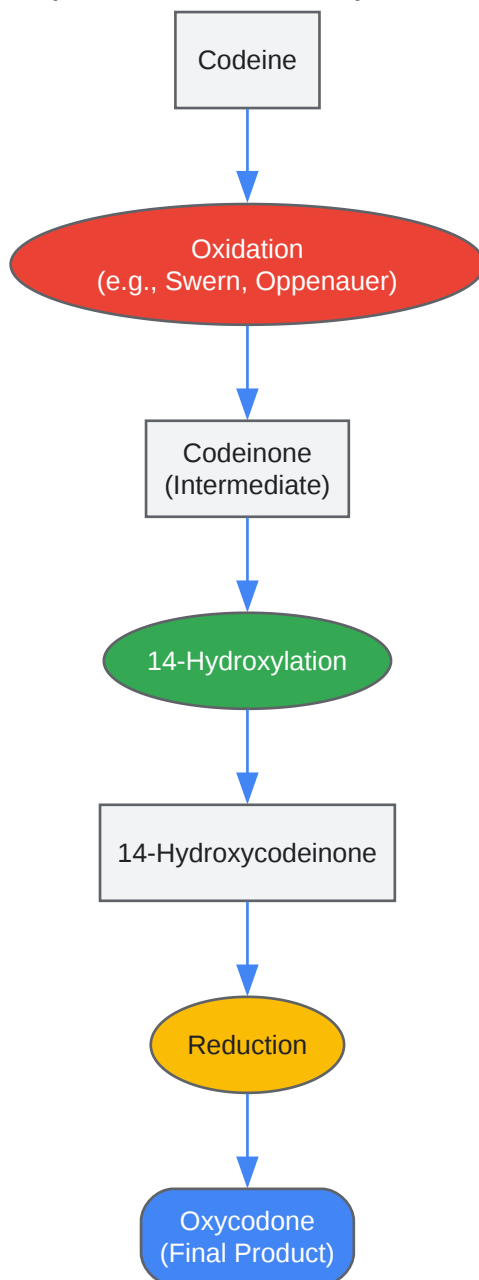 Codeine
Oxidation
(e.g., Swern, Oppenauer)
Codeinone
(Intermediate)
14-Hydroxylation
14-Hydroxycodeinone
Reduction
Oxycodone
(Final Product)